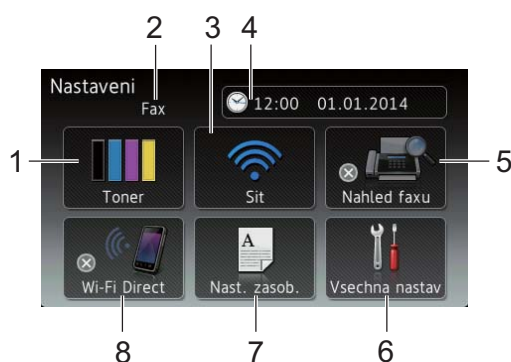 2 3 4
Nastaveni
Fax
12:00 01.01.2014
1
5
Toner
Sit
Nahled faxu
A
Wi-Fi Direct
Nast. zasob.
Vsechna nastav
8 7 6